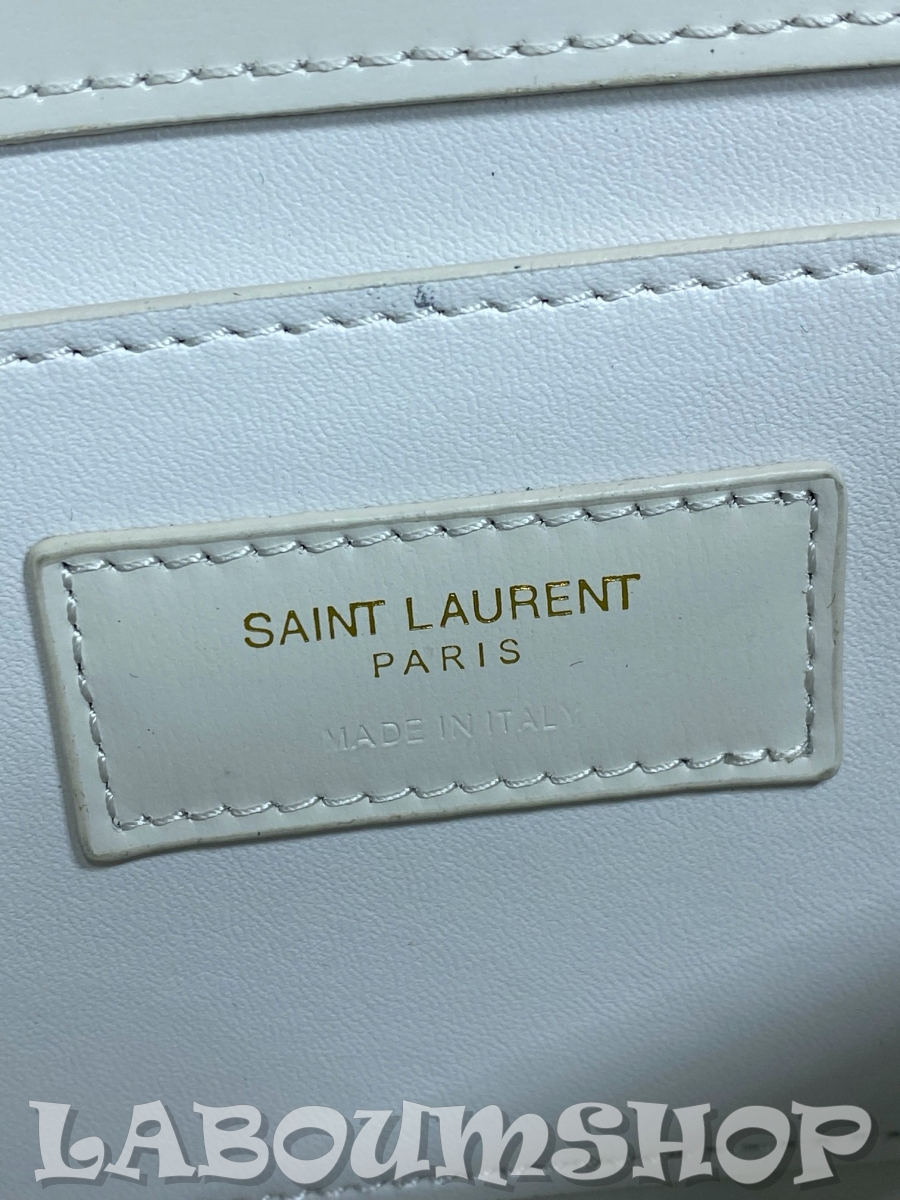 SAINT LAURENT
PARIS
MADE IN ITALY
LABOUMSHOP